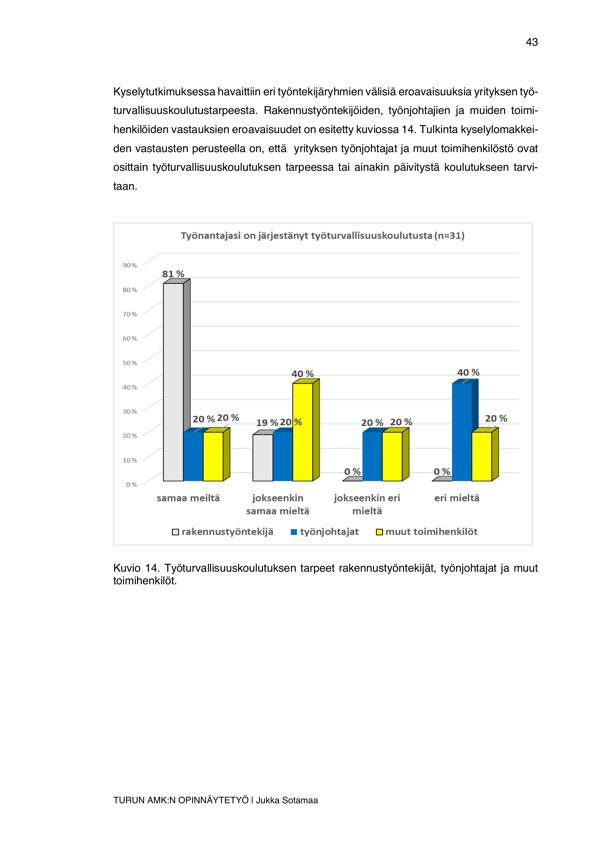 43
Kyselytutkimuksessa havaittiin eri työntekijäryhmien välisiä eroavaisuuksia yrityksen työ-
turvallisuuskoulutustarpeesta. Rakennustyöntekijöiden, työnjohtajien ja muiden toimi-
henkilöiden vastauksien eroavaisuudet on esitetty kuviossa 14. Tulkinta kyselylomakkei-
den vastausten perusteella on, että yrityksen työnjohtajat ja muut toimihenkilöstö ovat
osittain työturvallisuuskoulutuksen tarpeessa tai ainakin päivitystä koulutukseen tarvi-
taan.
Työnantajasi on järjestänyt työturvallisuuskoulutusta (n=31)
90 %
80 %
70 %
60 %
50 %
40 %
30 %
20 %
10 %
0 %
81 %
20 % 20 %
19 % 20 %
40 %
0 %
20 % 20 %
0 %
40 %
20 %
samaa meiltä
jokseenkin
samaa mieltä
jokseenkin eri
mieltä
eri mieltä
rakennustyöntekijä työnjohtajat muut toimihenkilöt
Kuvio 14. Työturvallisuuskoulutuksen tarpeet rakennustyöntekijät, työnjohtajat ja muut
toimihenkilöt.
TURUN AMK:N OPINNÄYTETYÖ | Jukka Sotamaa